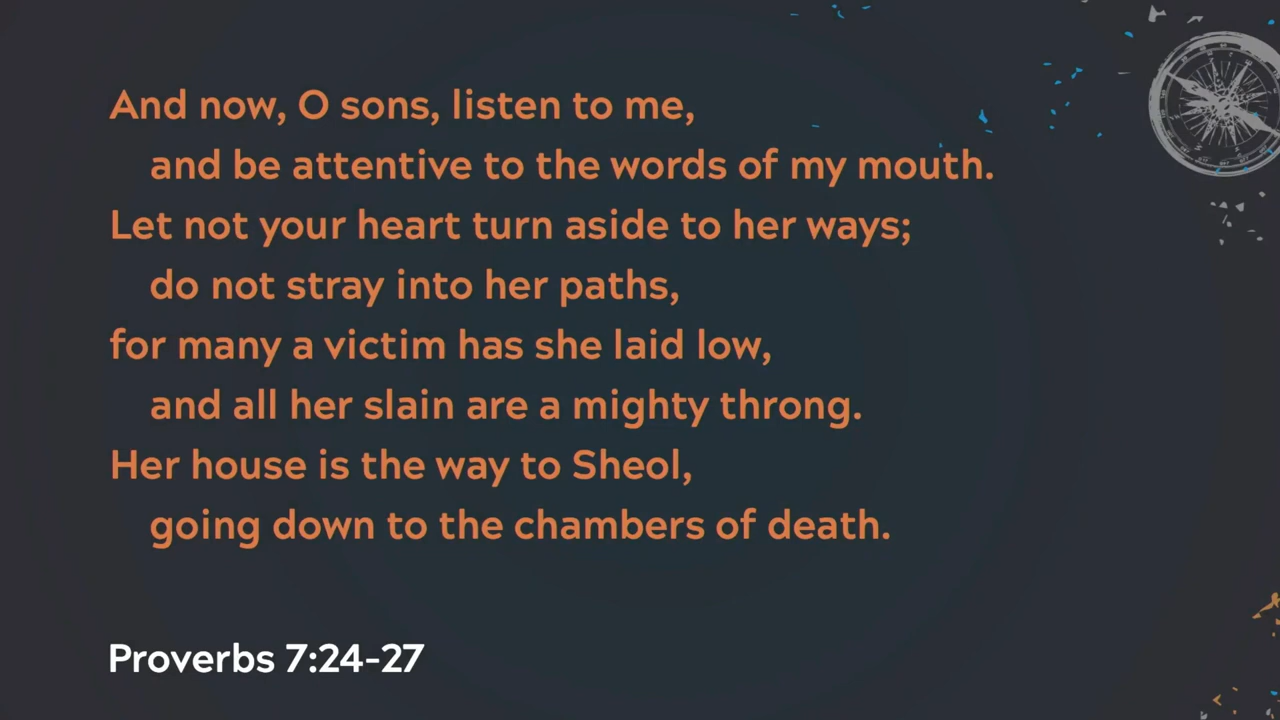 And now, O sons, listen to me,
and be attentive to the words of my mouth.
Let not your heart turn aside to her ways;
do not stray into her paths,
for many a victim has she laid low,
and all her slain are a mighty throng.
Her house is the way to Sheol,
going down to the chambers of death.
Proverbs 7:24-27